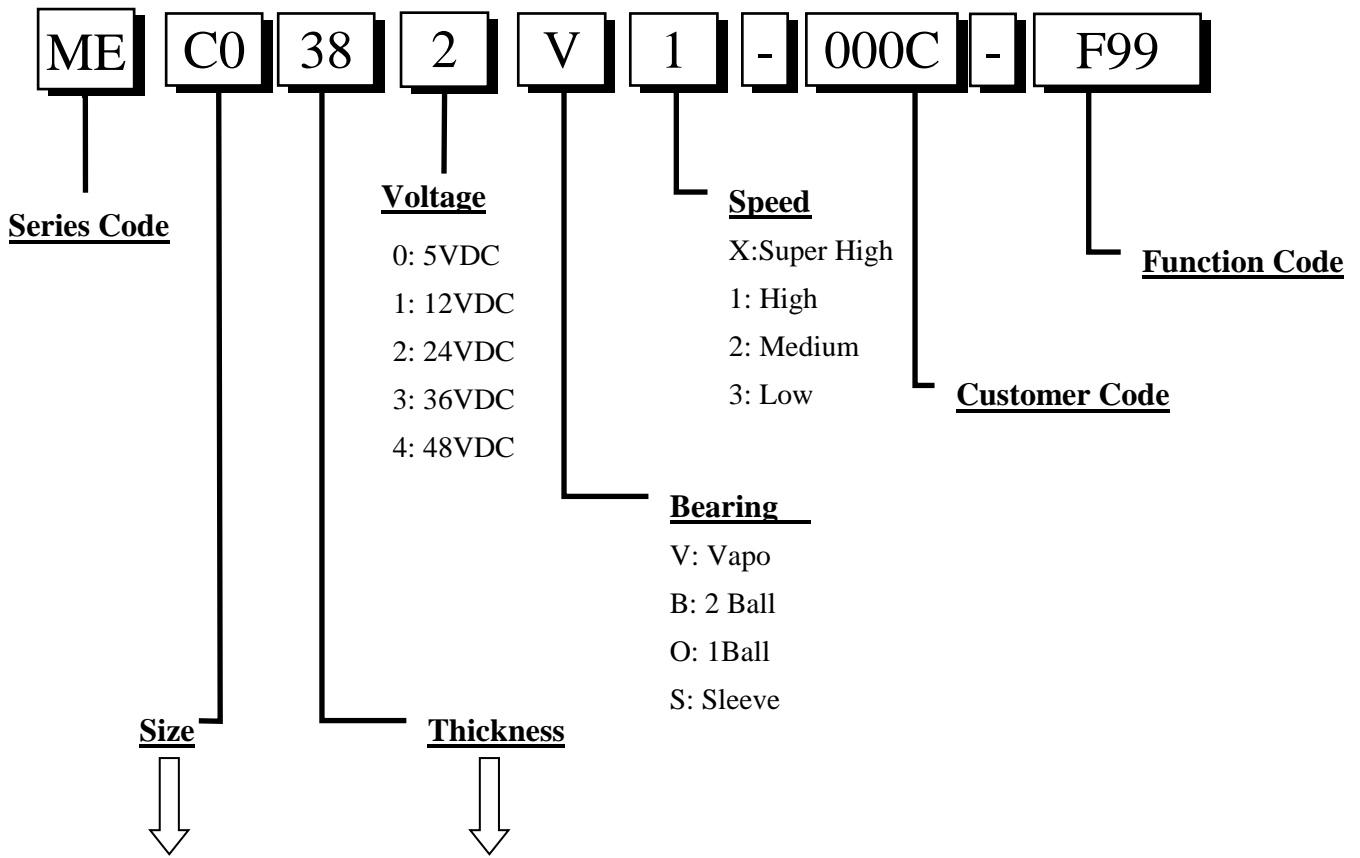 ME C0 38 2 V 1 - 000C - F99
Series Code
Voltage
0: 5VDC
1: 12VDC
2: 24VDC
3: 36VDC
4: 48VDC
Speed
X:Super High
1: High
2: Medium
3: Low
Function Code
Customer Code
Bearing
V: Vapo
B: 2 Ball
O: 1Ball
S: Sleeve
Size
Thickness